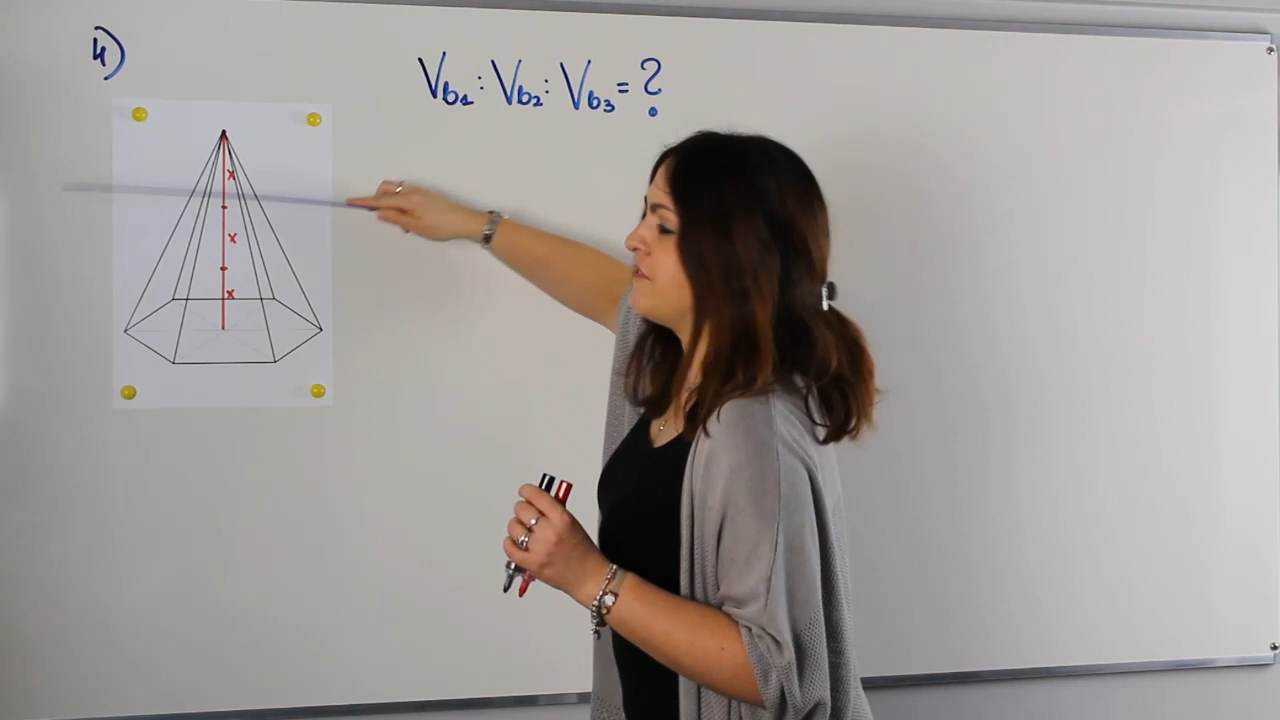 4)
V_b1 : V_b2 : V_b3 = ?
x
x
x